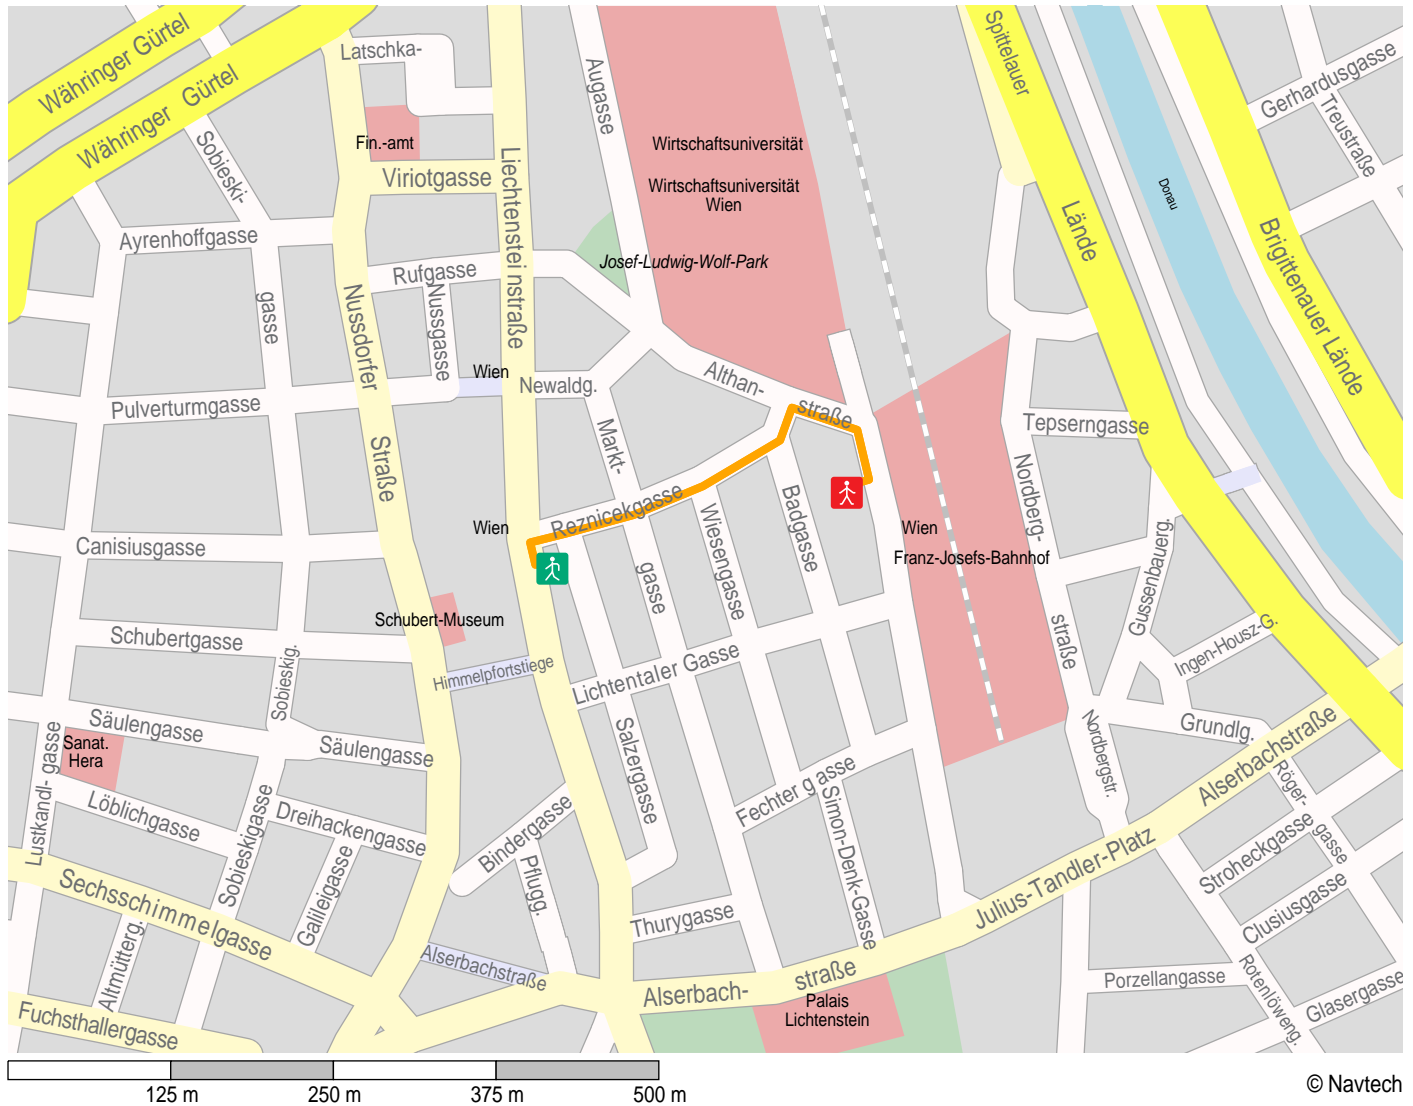 Währinger Gürtel
Währinger Gürtel
Latschka-
Augasse
Spittelauer
Gerhardusgasse
Treustraße
Fin.-amt
Wirtschaftsuniversität
Wirtschaftsuniversität
Wien
Sobieski-
Viriotgasse
Liechtenstei nstraße
Donau
Lände
Brigittenauer Lände
Ayrenhoffgasse
Josef-Ludwig-Wolf-Park
Rufgasse
Nussgasse
gasse
Nussdorfer
Wien
Newaldg.
Althan-
straße
Pulverturmgasse
Tepserngasse
Markt-
Straße
Nordberg-
Reznicekgasse
Badgasse
Wiesengasse
Wien
Wien
Franz-Josefs-Bahnhof
Canisiusgasse
gasse
Gussenbauerg.
Schubert-Museum
Schubertgasse
straße
Ingen-Housz-G.
Himmelpfortstiege
Lichtentaler Gasse
Sobieskig.
Säulengasse
Säulengasse
Sanat.
Hera
Lustkandl- gasse
Salzergasse
Nordbergstr.
Grundlg.
Alserbachstraße
Röger-
gasse
Löblichgasse
Dreihackengasse
Sobieskigasse
Bindergasse
Fechter gasse
Simon-Denk-Gasse
Stroheckgasse
Julius-Tandler-Platz
Pflugg.
Galileigasse
Sechsschimmelgasse
Thurygasse
Clusiusgasse
Altmütterg.
Alserbachstraße
Alserbach-
straße
Porzellangasse
Rotenlöweng.
Glasergasse
Palais
Lichtenstein
Fuchsthallergasse
125 m
250 m
375 m
500 m
© Navtech